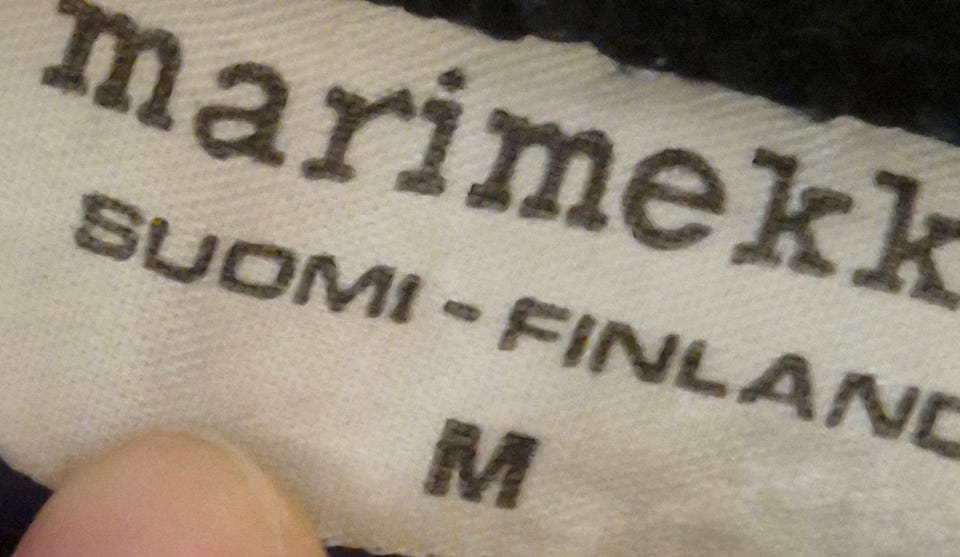 marimekk
SUOMI - FINLAND
M